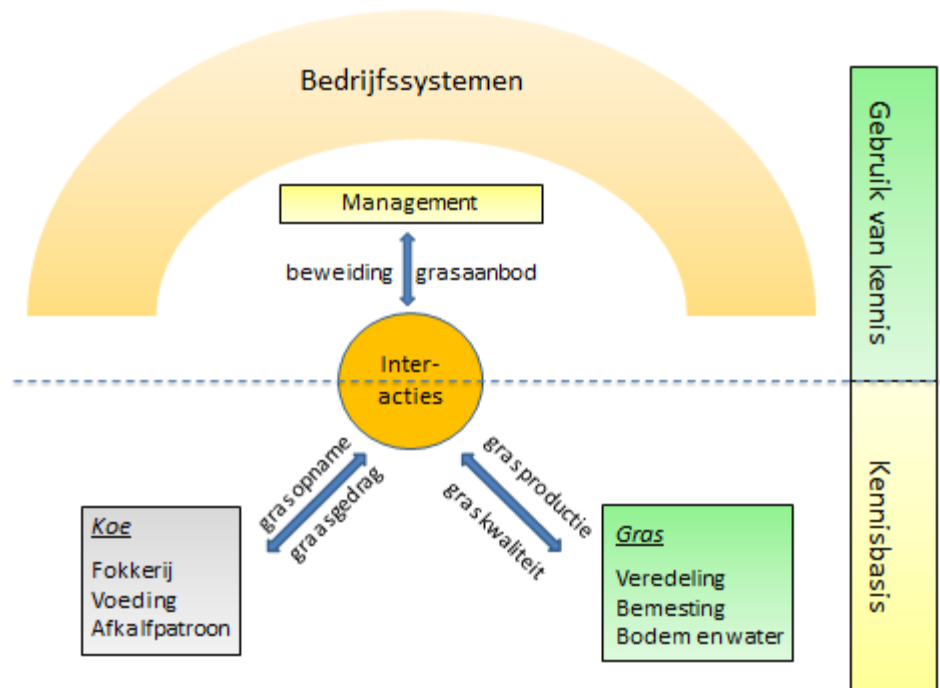 Bedrijfssystemen
Management
beweiding
grasaanbod
Inter-
acties
grasopname
graasgedrag
grasproductie
graskwaliteit
Koe
Fokkerij
Voeding
Afkalfpatroon
Gras
Veredeling
Bemesting
Bodem en water
Gebruik van kennis
Kennisbasis